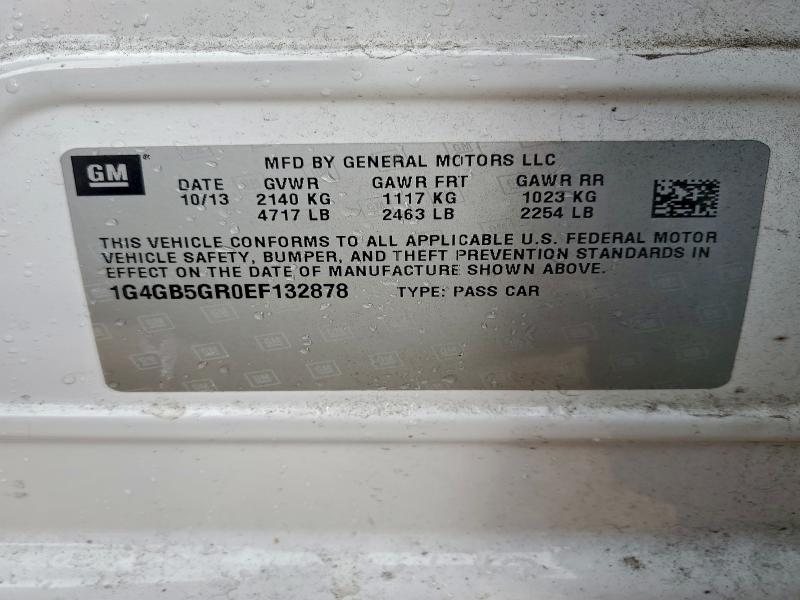 GM
MFD BY GENERAL MOTORS LLC
DATE GVWR GAWR FRT GAWR RR
10/13 2140 KG 1117 KG 1023 KG
4717 LB 2463 LB 2254 LB
THIS VEHICLE CONFORMS TO ALL APPLICABLE U.S. FEDERAL MOTOR
VEHICLE SAFETY, BUMPER, AND THEFT PREVENTION STANDARDS IN
EFFECT ON THE DATE OF MANUFACTURE SHOWN ABOVE.
1G4GB5GR0EF132878 TYPE: PASS CAR